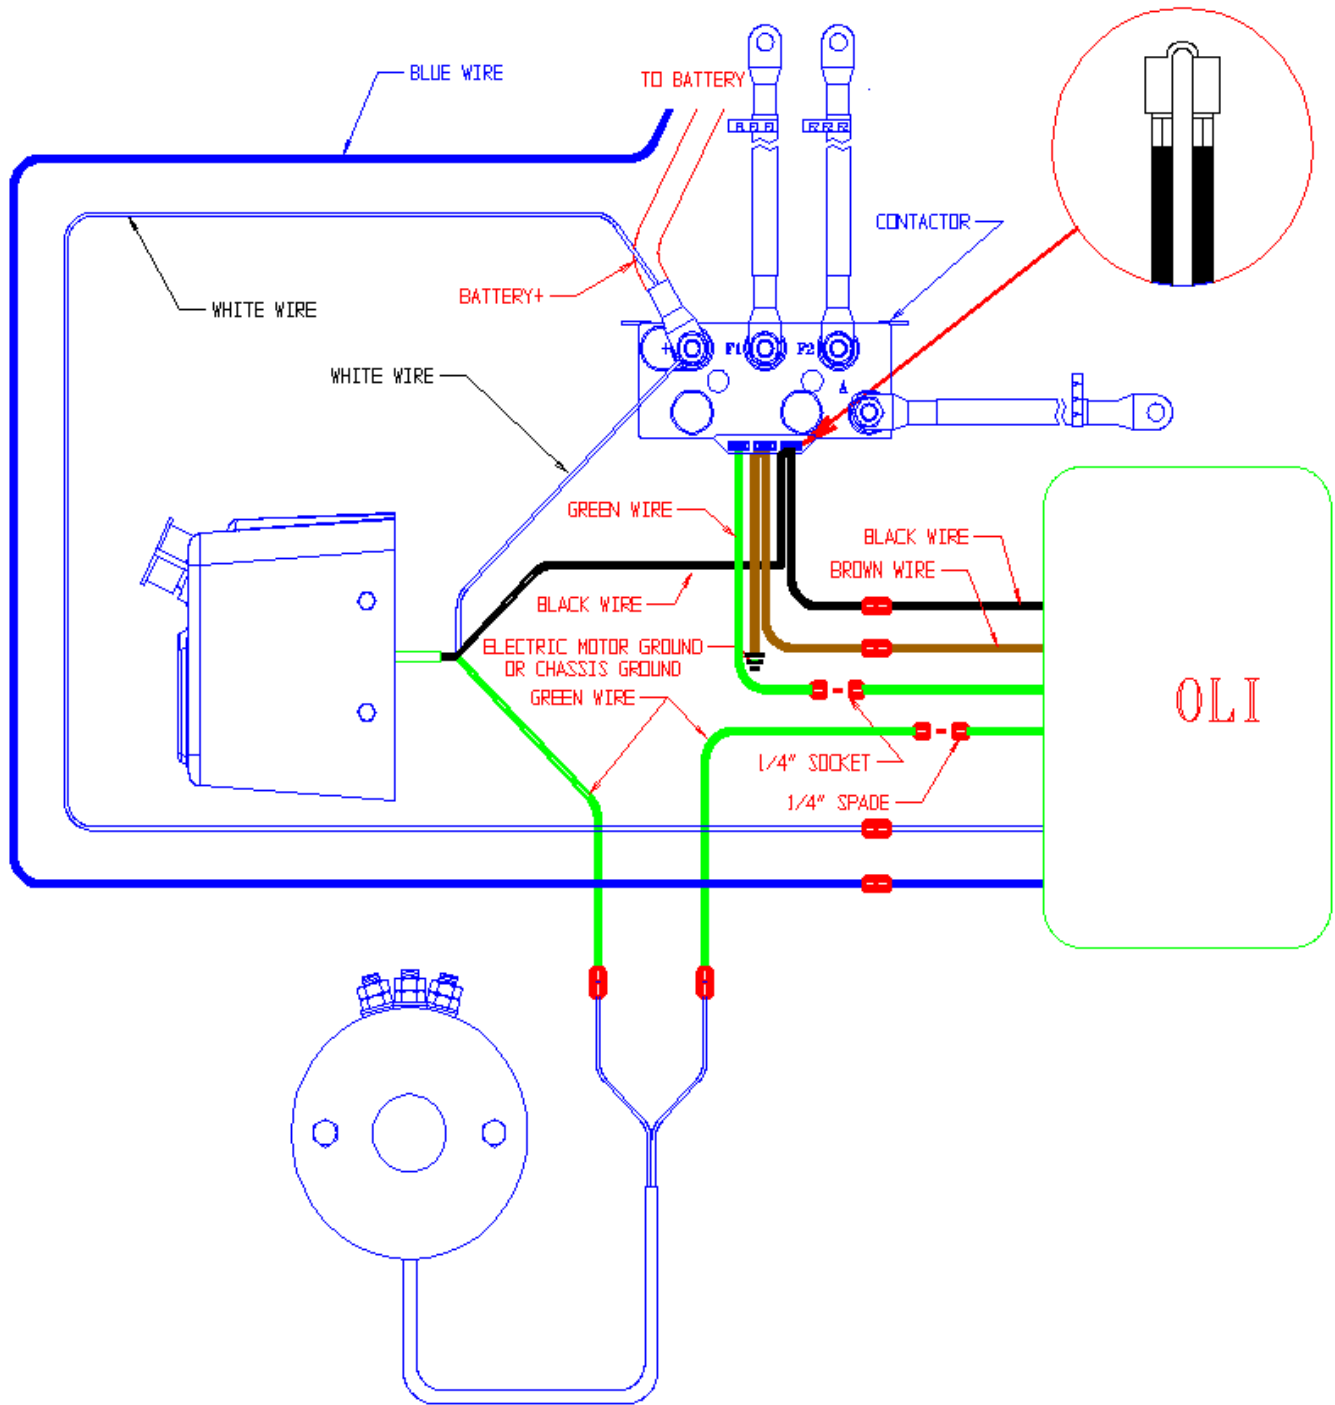 BLUE WIRE
TO BATTERY
CONTACTOR
BATTERY+
WHITE WIRE
+
F1
F2
WHITE WIRE
A
GREEN WIRE
BLACK WIRE
BROWN WIRE
BLACK WIRE
ELECTRIC MOTOR GROUND
OR CHASSIS GROUND
GREEN WIRE
OLI
1/4" SOCKET
1/4" SPADE